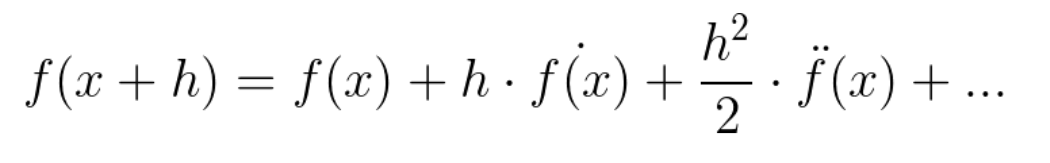 f(x + h) = f(x) + h · ḟ(x) + h²/2 · f̈(x) + ...